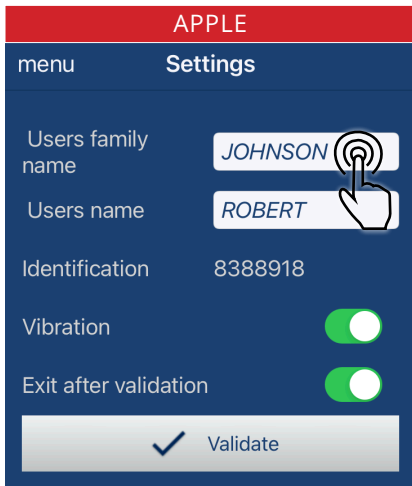 APPLE
menu Settings
Users family
name
JOHNSON
Users name ROBERT
Identification 8388918
Vibration
Exit after validation
Validate